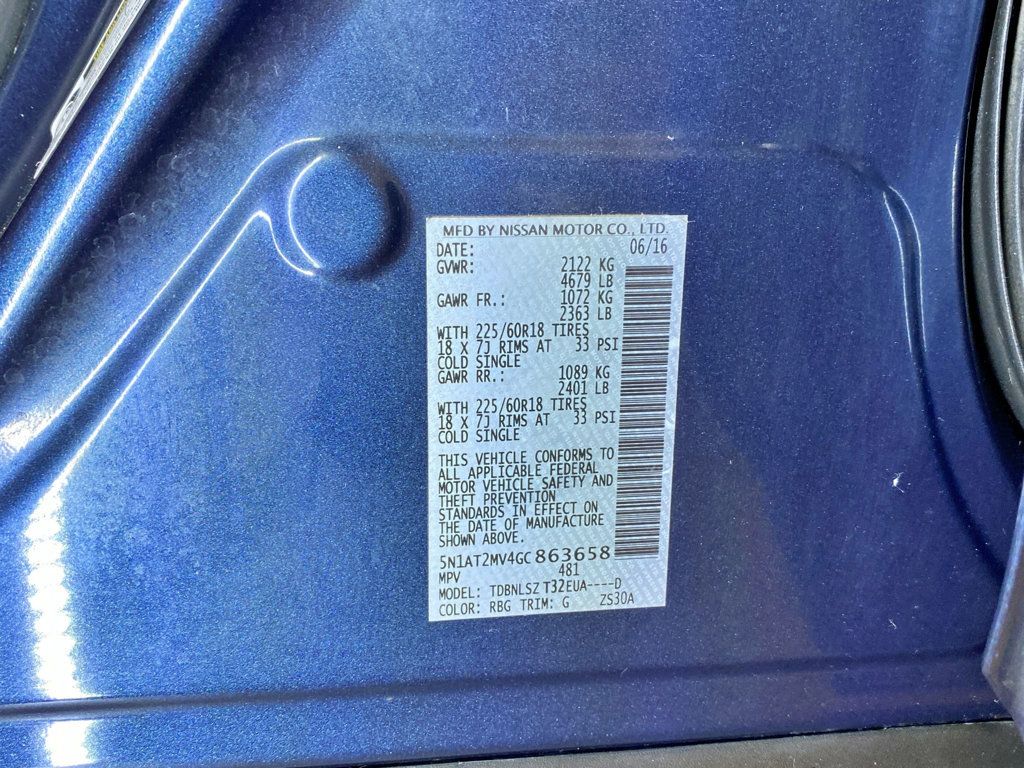 MFD BY NISSAN MOTOR CO., LTD.
DATE: 06/16
GVWR: 2122 KG
4679 LB
GAWR FR.: 1072 KG
2363 LB
WITH 225/60R18 TIRES
18 X 7J RIMS AT 33 PSI
COLD SINGLE
GAWR RR.: 1089 KG
2401 LB
WITH 225/60R18 TIRES
18 X 7J RIMS AT 33 PSI
COLD SINGLE
THIS VEHICLE CONFORMS TO
ALL APPLICABLE FEDERAL
MOTOR VEHICLE SAFETY AND
THEFT PREVENTION
STANDARDS IN EFFECT ON
THE DATE OF MANUFACTURE
SHOWN ABOVE.
5N1AT2MV4GC863658
MPV 481
MODEL: TDBNLSZ T32EUA----D
COLOR: RBG TRIM: G ZS30A